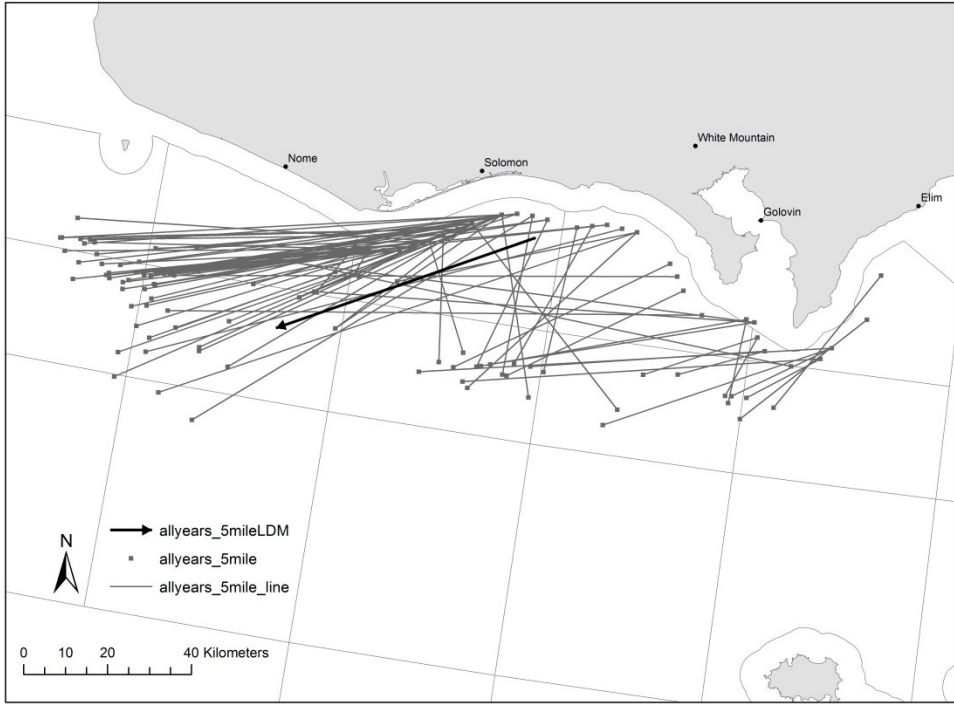 White Mountain
Nome
Solomon
Elim
Golovin
allyears_5mileLDM
allyears_5mile
allyears_5mile_line
N
0 10 20 40 Kilometers